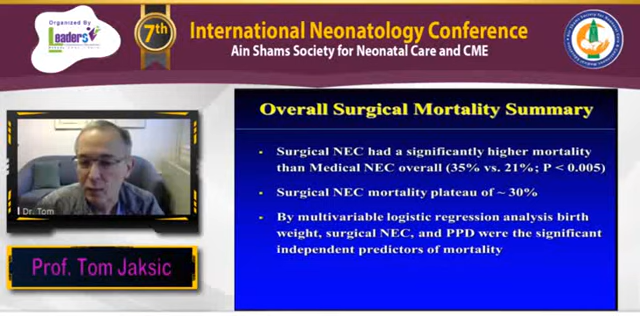 Organized By
Leaders
7th
International Neonatology Conference
Ain Shams Society for Neonatal Care and CME
Dr. Tom
Prof. Tom Jaksic
Overall Surgical Mortality Summary
- Surgical NEC had a significantly higher mortality
than Medical NEC overall (35% vs. 21%; P < 0.005)
- Surgical NEC mortality plateau of ~ 30%
- By multivariable logistic regression analysis birth
weight, surgical NEC, and PPD were the significant
independent predictors of mortality